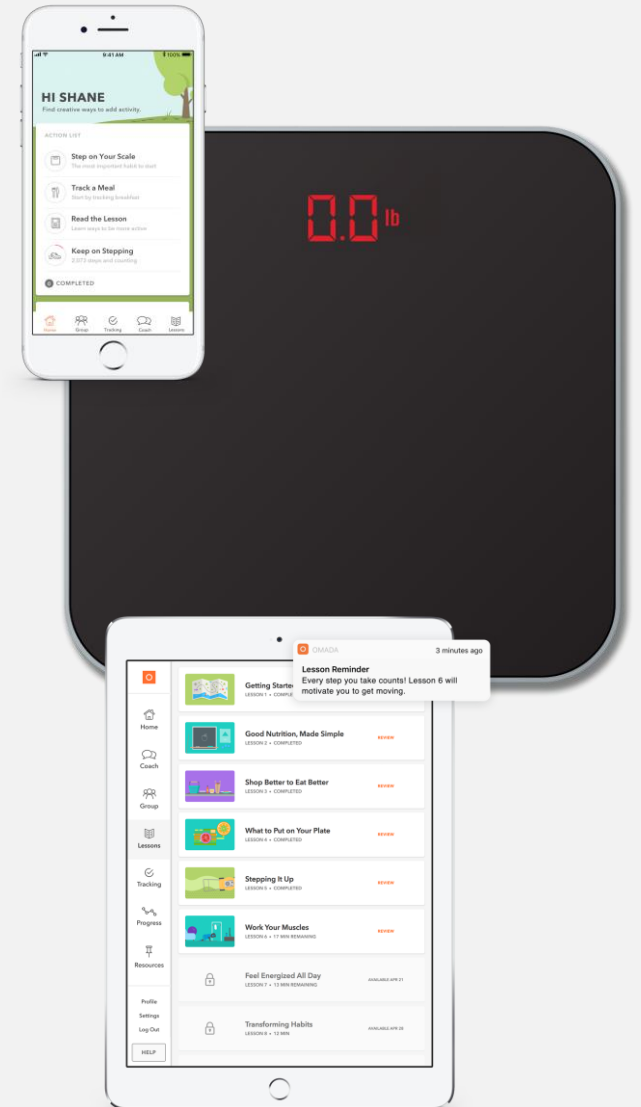 9:41 AM
100%
HI SHANE
Find creative ways to add activity.
ACTION LIST
Step on Your Scale
The most important habit to start
Track a Meal
Start by tracking breakfast
Read the Lesson
Learn ways to be more active
Keep on Stepping
3,073 steps and counting
COMPLETED
Home
Group
Tracking
Coach
Lessons
0.0 lb
OMADA
3 minutes ago
Lesson Reminder
Every step you take counts! Lesson 6 will
motivate you to get moving.
Home
Coach
Group
Lessons
Tracking
Progress
Resources
Profile
Settings
Log Out
HELP
Getting Starte
LESSON 1 • COMPLE
Good Nutrition, Made Simple
LESSON 2 • COMPLETED
REVIEW
Shop Better to Eat Better
LESSON 3 • COMPLETED
REVIEW
What to Put on Your Plate
LESSON 4 • COMPLETED
REVIEW
Stepping It Up
LESSON 5 • COMPLETED
REVIEW
Work Your Muscles
LESSON 6 • 17 MIN REMAINING
REVIEW
Feel Energized All Day
LESSON 7 • 13 MIN REMAINING
AVAILABLE APR 21
Transforming Habits
LESSON 8 • 12 MIN
AVAILABLE APR 28